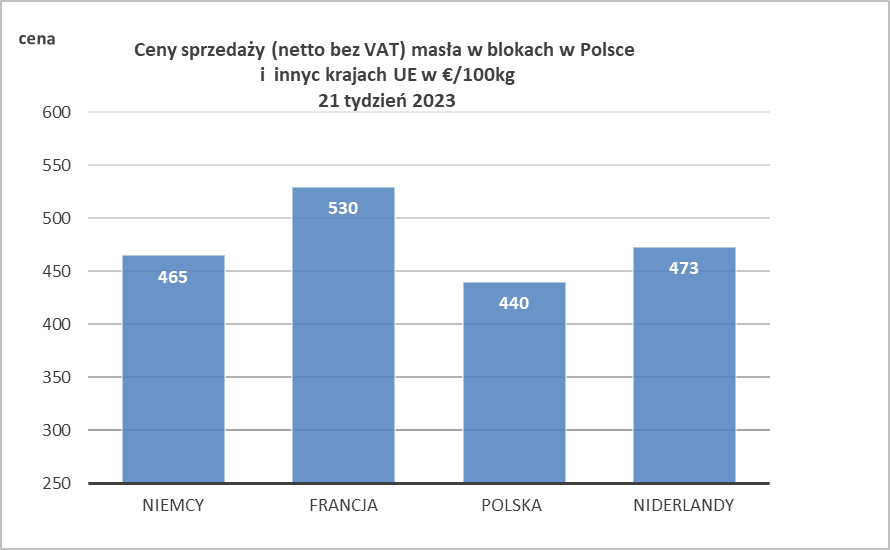 cena
Ceny sprzedaży (netto bez VAT) masła w blokach w Polsce
i innyc krajach UE w €/100kg
21 tydzień 2023
600
550
500
450
400
350
300
250
465
530
440
473
NIEMCY
FRANCJA
POLSKA
NIDERLANDY